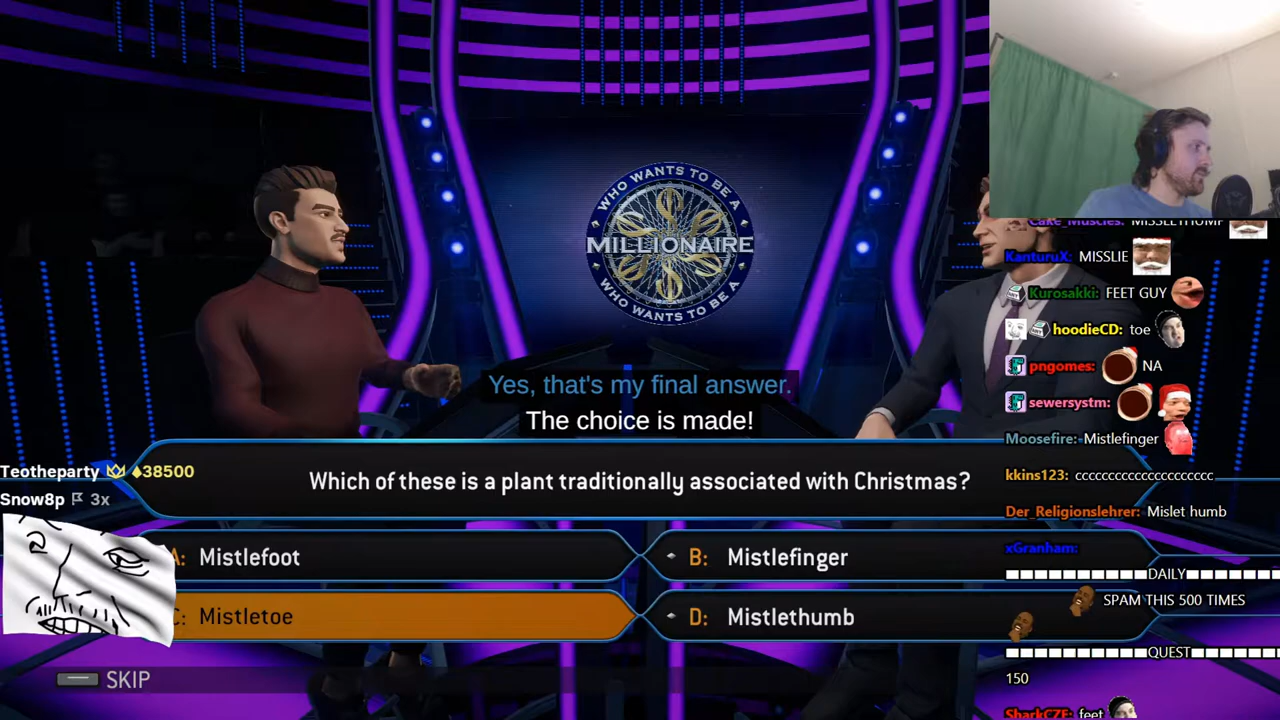 WHO WANTS TO BE A
MILLIONAIRE
WHO WANTS TO BE A
Yes, that's my final answer.
The choice is made!
Teotheparty 38500
Snow8p 3x
Which of these is a plant traditionally associated with Christmas?
A: Mistlefoot
B: Mistlefinger
C: Mistletoe
D: Mistlethumb
SKIP
Cake_Muscles: MISSLETHUMP
KanturuX: MISSLIE
Kurosakki: FEET GUY
hoodieCD: toe
pngomes: NA
sewersystm:
Moosefire: Mistlefinger
kkins123: cccccccccccccccccccc
Der_Religionslehrer: Mislet humb
xGranham:
DAILY
SPAM THIS 500 TIMES
QUEST
150
SharkCZE: feet